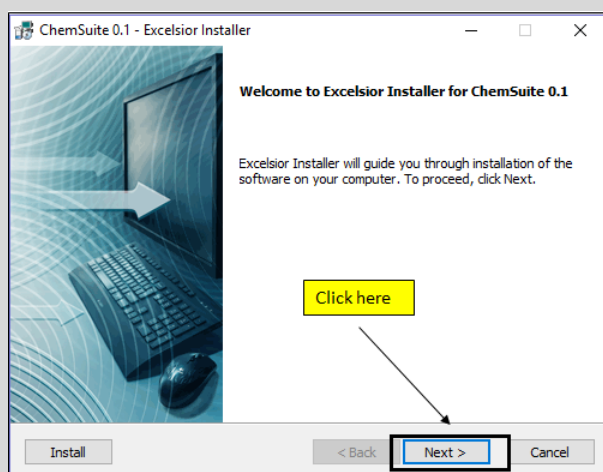 ChemSuite 0.1 - Excelsior Installer
Welcome to Excelsior Installer for ChemSuite 0.1
Excelsior Installer will guide you through installation of the
software on your computer. To proceed, click Next.
Click here
Install
< Back
Next >
Cancel